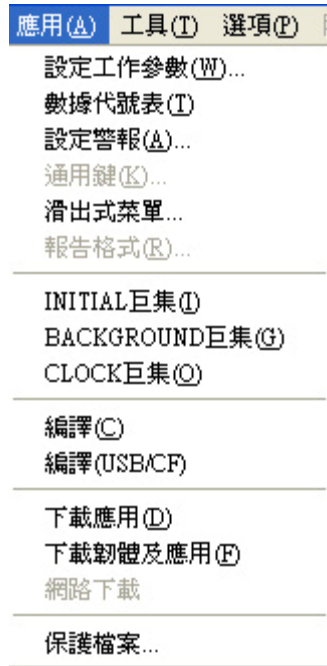 應用(A) 工具(T) 選項(P)
設定工作參數(W)...
數據代號表(T)
設定警報(A)...
通用鍵(K)...
滑出式菜單...
報告格式(R)...
INITIAL巨集(I)
BACKGROUND巨集(G)
CLOCK巨集(O)
編譯(C)
編譯(USB/CF)
下載應用(D)
下載韌體及應用(F)
網路下載
保護檔案...